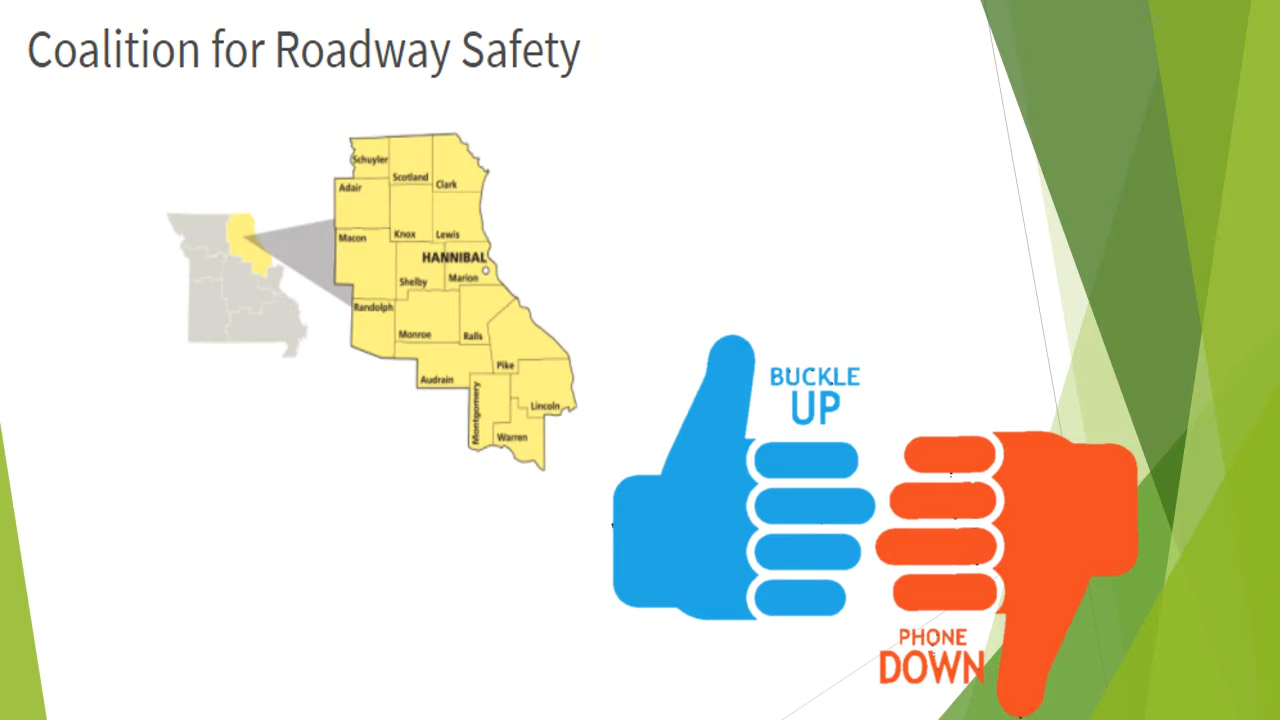 Coalition for Roadway Safety
Schuyler
Scotland
Clark
Adair
Knox
Lewis
Macon
HANNIBAL
Shelby
Marion
Randolph
Monroe
Ralls
Pike
Audrain
Montgomery
Lincoln
Warren
BUCKLE
UP
PHONE
DOWN